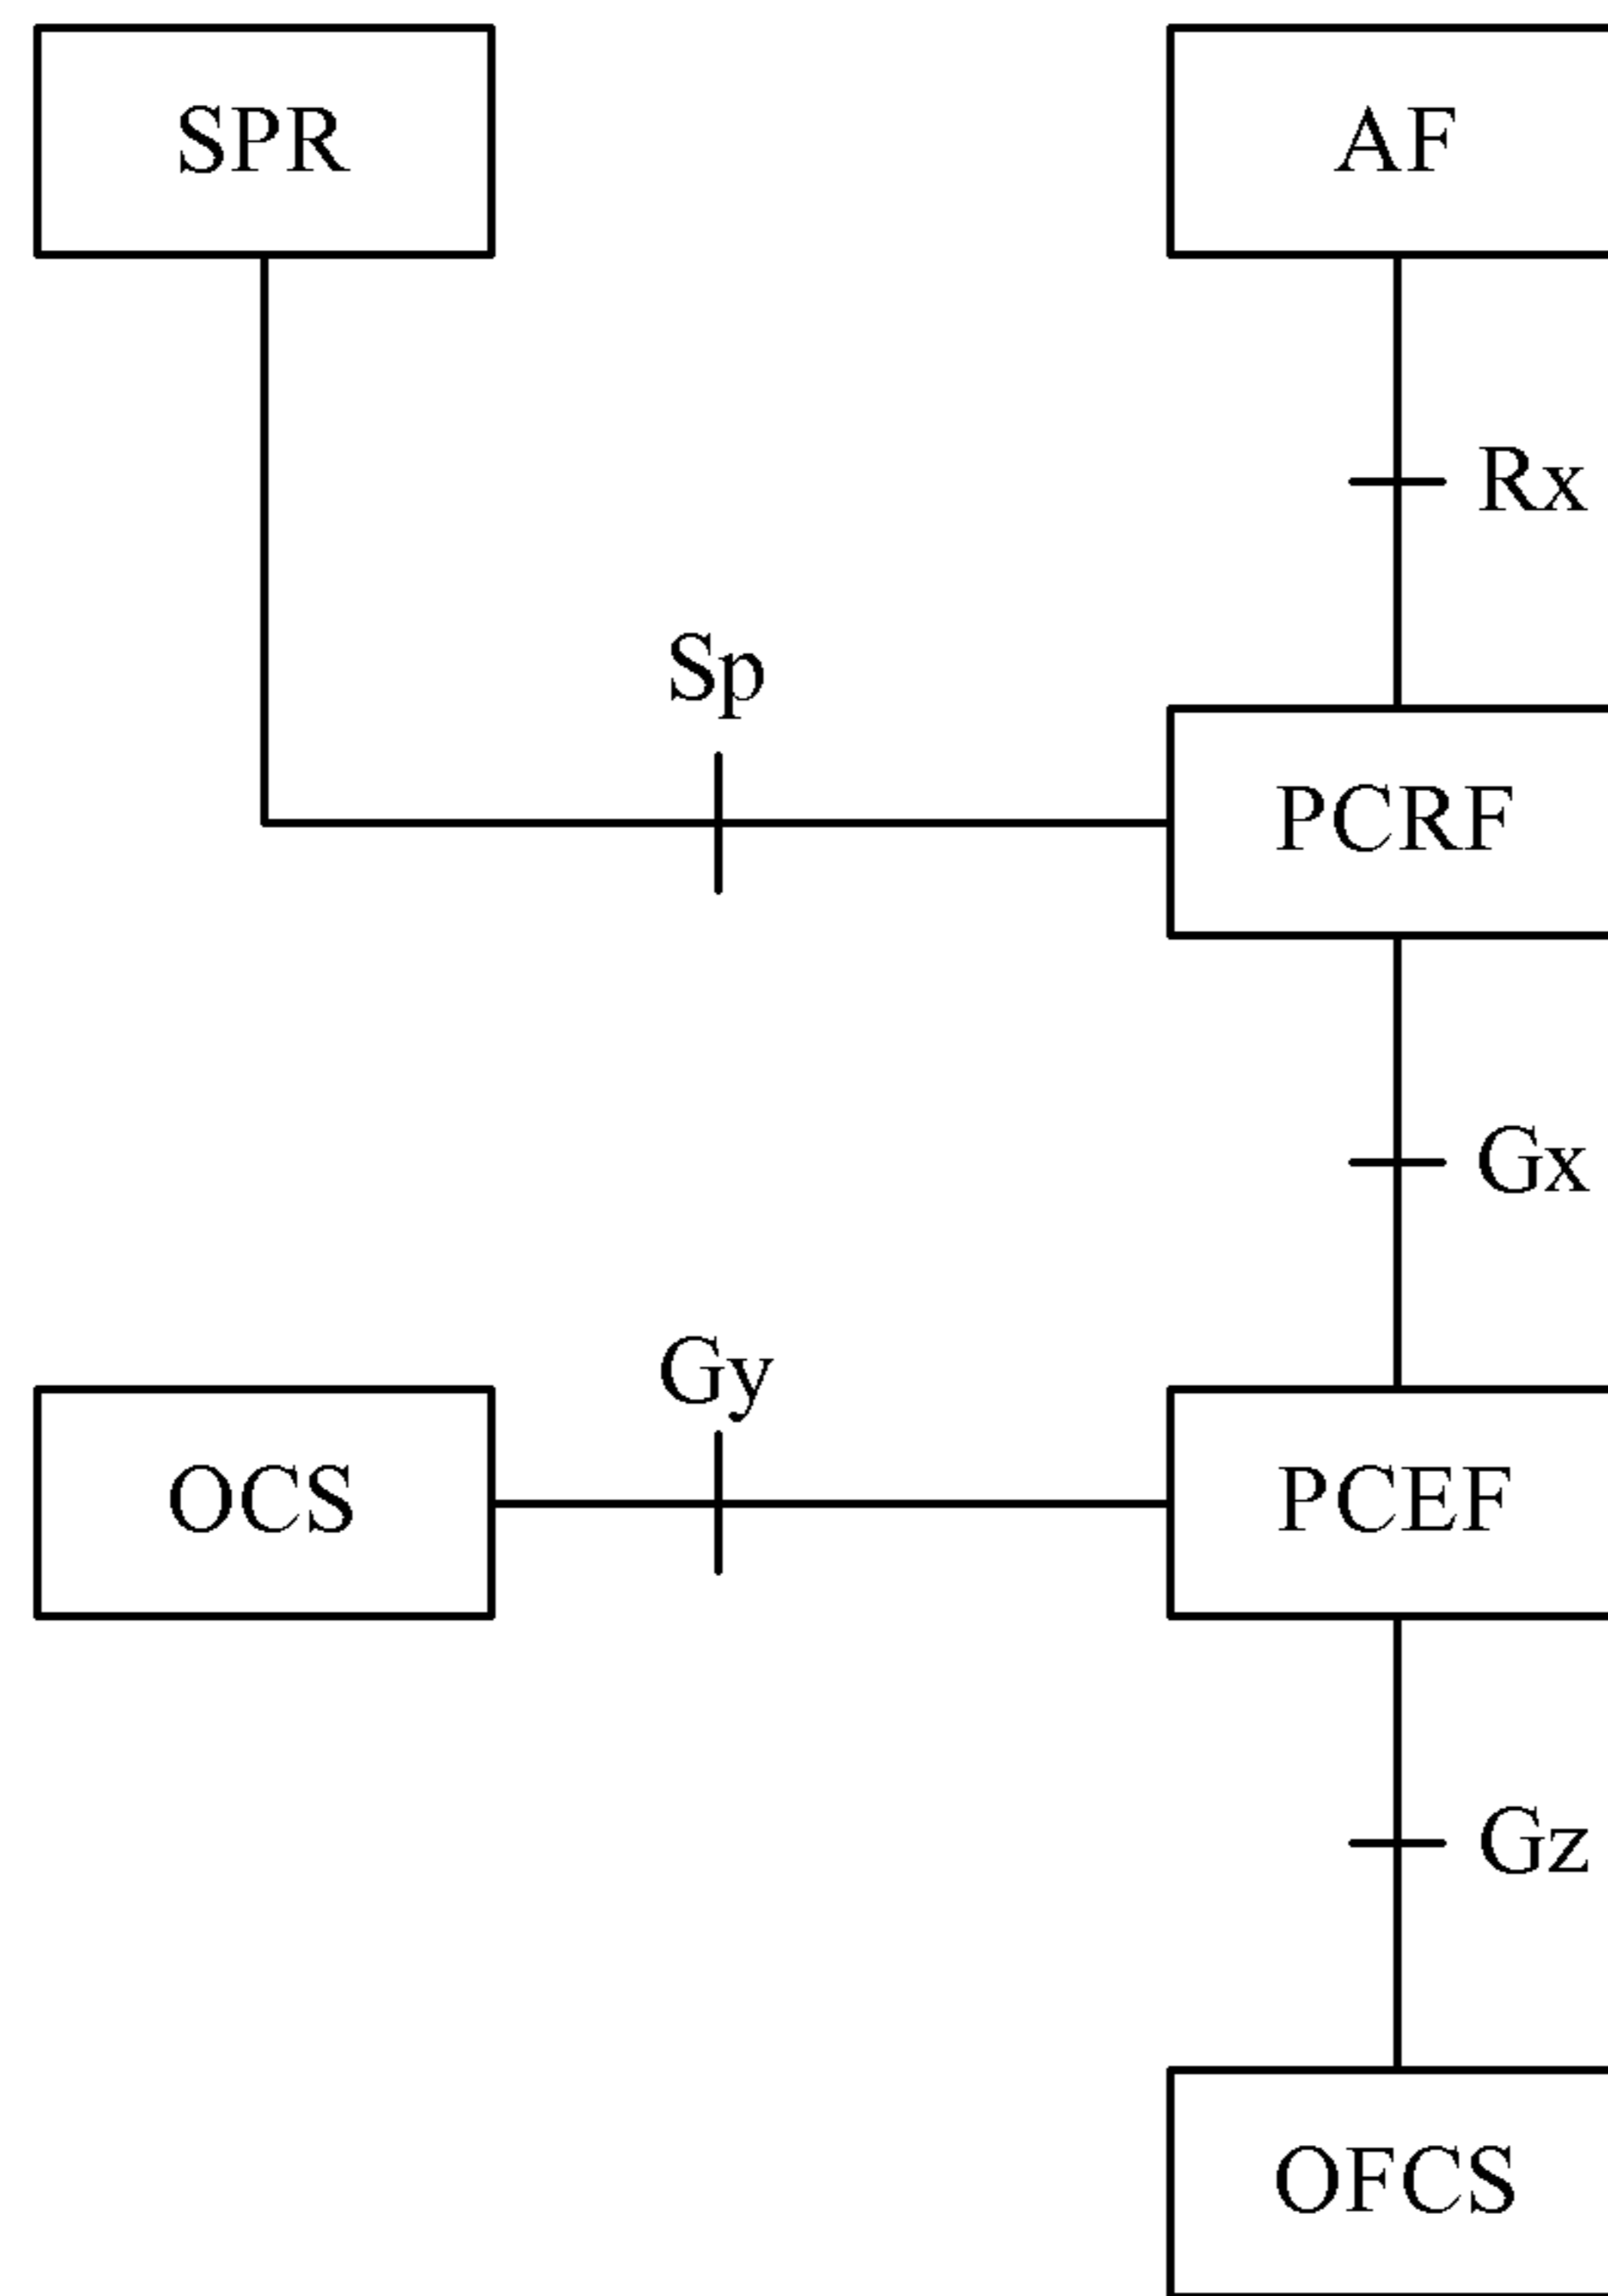 SPR
AF
Rx
Sp
PCRF
Gx
Gy
OCS
PCEF
Gz
OFCS